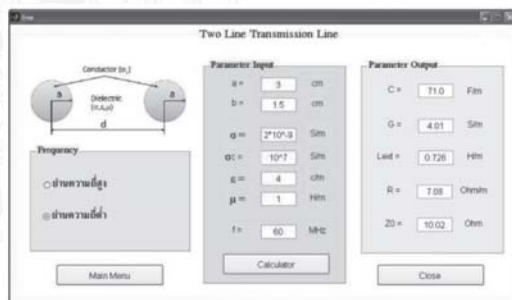 Two Line Transmission Line
Conductor (σc)
a
a
Dielectric
(σ,ε,μ)
d
Frequency
ย่านความถี่สูง
ย่านความถี่ต่ำ
Main Menu
Parameter Input
a = 3 cm
b = 1.5 cm
σ 2*10^-9 S/m
σc 10^7 S/m
ε = 4
μ = 1 H/m
f = 60 MHz
Calculator
Parameter Output
C = 71.0 F/m
G = 4.01 S/m
Lext = 0.726 H/m
R = 7.08 Ohm/m
Z0 = 10.02 Ohm
Close